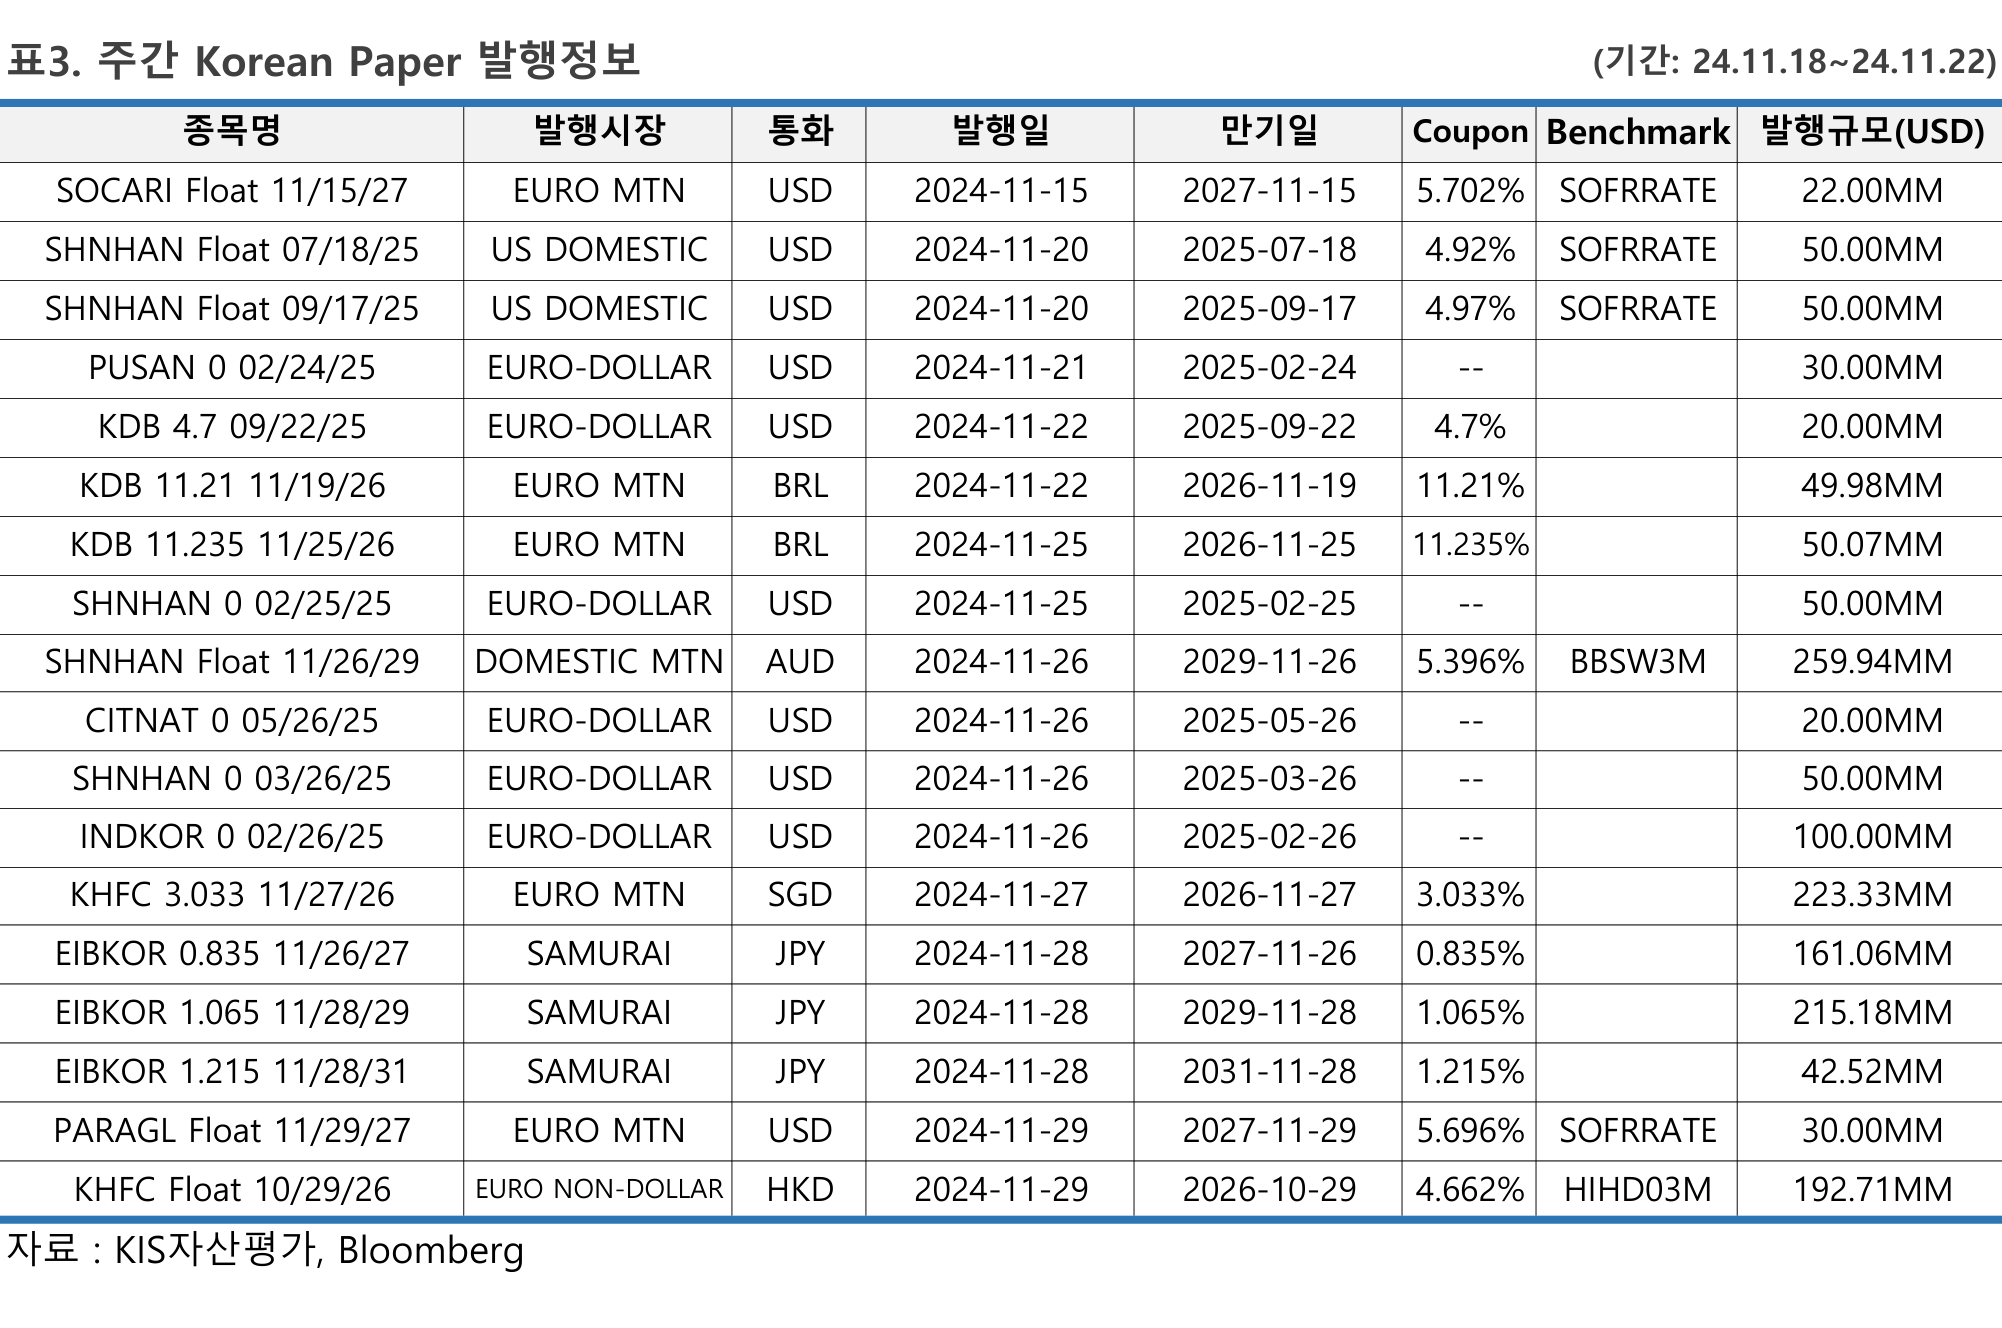 표3. 주간 Korean Paper 발행정보 (기간: 24.11.18~24.11.22)
종목명 발행시장 통화 발행일 만기일 Coupon Benchmark 발행규모(USD)
SOCARI Float 11/15/27 EURO MTN USD 2024-11-15 2027-11-15 5.702% SOFRRATE 22.00MM
SHNHAN Float 07/18/25 US DOMESTIC USD 2024-11-20 2025-07-18 4.92% SOFRRATE 50.00MM
SHNHAN Float 09/17/25 US DOMESTIC USD 2024-11-20 2025-09-17 4.97% SOFRRATE 50.00MM
PUSAN 0 02/24/25 EURO-DOLLAR USD 2024-11-21 2025-02-24 -- 30.00MM
KDB 4.7 09/22/25 EURO-DOLLAR USD 2024-11-22 2025-09-22 4.7% 20.00MM
KDB 11.21 11/19/26 EURO MTN BRL 2024-11-22 2026-11-19 11.21% 49.98MM
KDB 11.235 11/25/26 EURO MTN BRL 2024-11-25 2026-11-25 11.235% 50.07MM
SHNHAN 0 02/25/25 EURO-DOLLAR USD 2024-11-25 2025-02-25 -- 50.00MM
SHNHAN Float 11/26/29 DOMESTIC MTN AUD 2024-11-26 2029-11-26 5.396% BBSW3M 259.94MM
CITNAT 0 05/26/25 EURO-DOLLAR USD 2024-11-26 2025-05-26 -- 20.00MM
SHNHAN 0 03/26/25 EURO-DOLLAR USD 2024-11-26 2025-03-26 -- 50.00MM
INDKOR 0 02/26/25 EURO-DOLLAR USD 2024-11-26 2025-02-26 -- 100.00MM
KHFC 3.033 11/27/26 EURO MTN SGD 2024-11-27 2026-11-27 3.033% 223.33MM
EIBKOR 0.835 11/26/27 SAMURAI JPY 2024-11-28 2027-11-26 0.835% 161.06MM
EIBKOR 1.065 11/28/29 SAMURAI JPY 2024-11-28 2029-11-28 1.065% 215.18MM
EIBKOR 1.215 11/28/31 SAMURAI JPY 2024-11-28 2031-11-28 1.215% 42.52MM
PARAGL Float 11/29/27 EURO MTN USD 2024-11-29 2027-11-29 5.696% SOFRRATE 30.00MM
KHFC Float 10/29/26 EURO NON-DOLLAR HKD 2024-11-29 2026-10-29 4.662% HIHD03M 192.71MM
자료 : KIS자산평가, Bloomberg